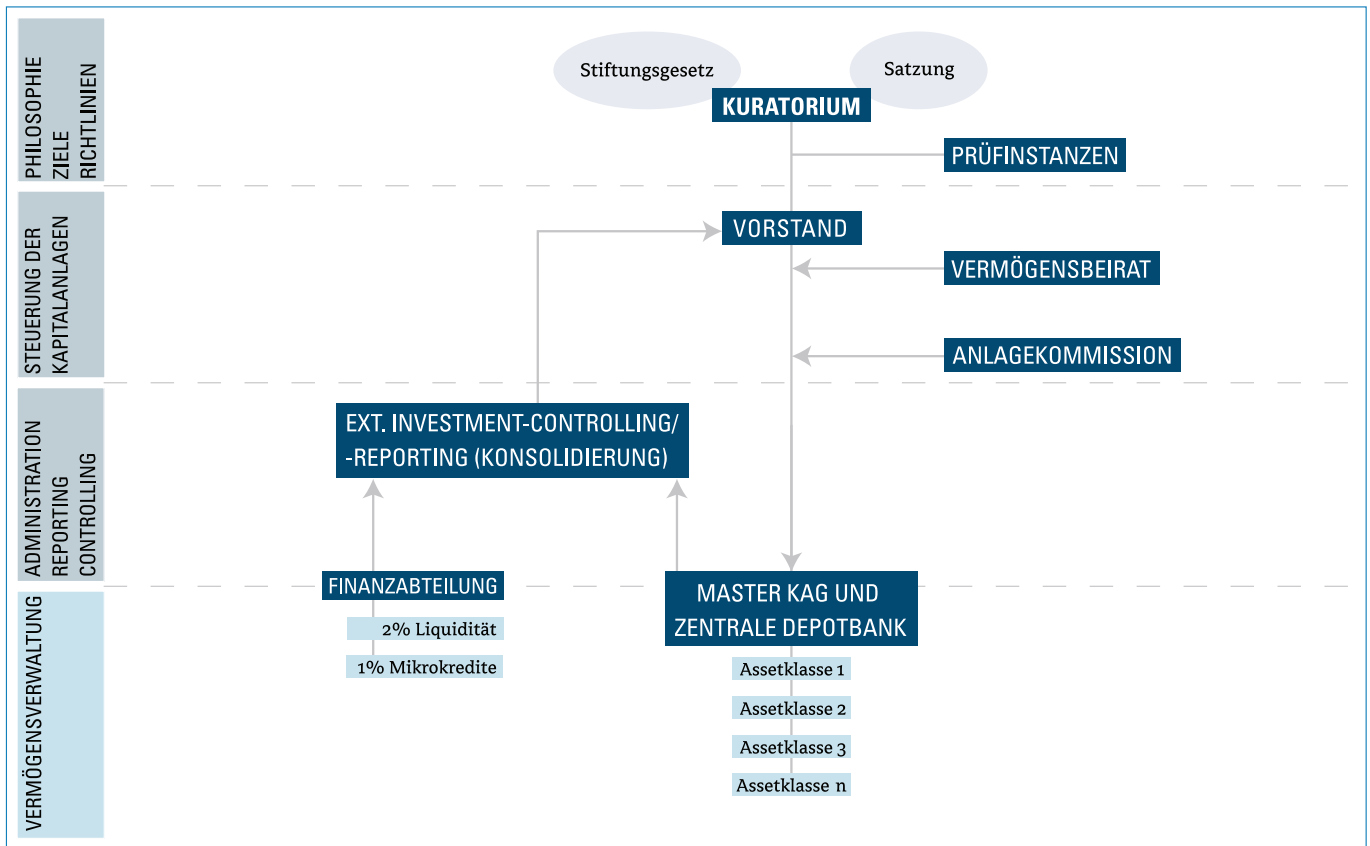 PHILOSOPHIE
ZIELE
RICHTLINIEN
Stiftungsgesetz
Satzung
KURATORIUM
PRÜFINSTANZEN
STEUERUNG DER
KAPITALANLAGEN
VORSTAND
VERMÖGENSBEIRAT
ANLAGEKOMMISSION
ADMINISTRATION
REPORTING
CONTROLLING
EXT. INVESTMENT-CONTROLLING/
-REPORTING (KONSOLIDIERUNG)
VERMÖGENSVERWALTUNG
FINANZABTEILUNG
2% Liquidität
1% Mikrokredite
MASTER KAG UND
ZENTRALE DEPOTBANK
Assetklasse 1
Assetklasse 2
Assetklasse 3
Assetklasse n